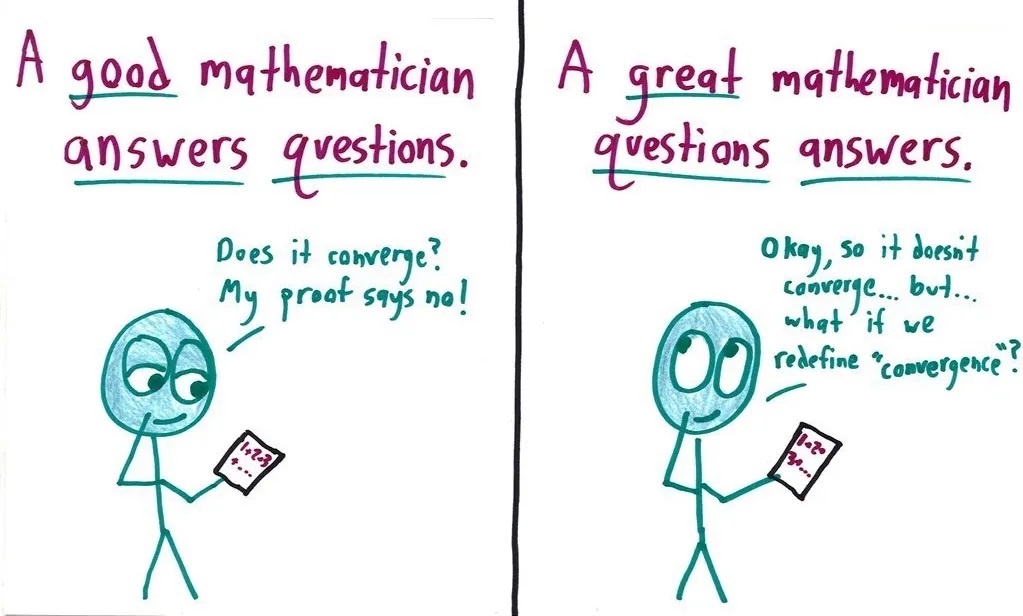 A good mathematician
answers questions.
Does it converge?
My proof says no!
1+2+3
+...
A great mathematician
questions answers.
Okay, so it doesn't
converge... but...
what if we
redefine "convergence"?
1+2+
3+...